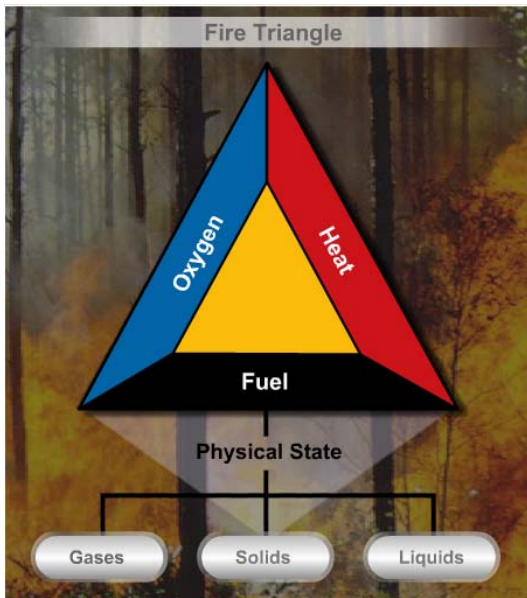 Fire Triangle
Oxygen
Heat
Fuel
Physical State
Gases Solids Liquids